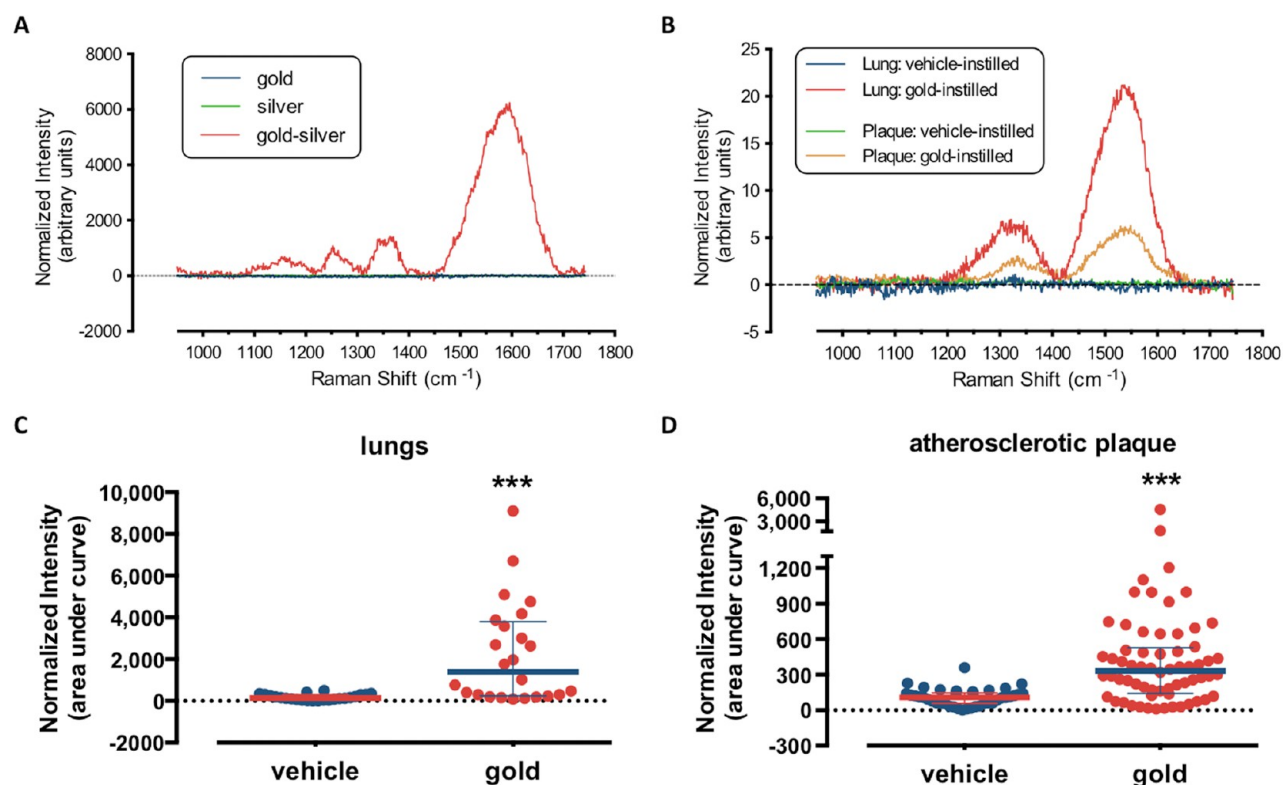 A
Normalized Intensity
(arbitrary units)
8000
6000
4000
2000
0
-2000
gold
silver
gold-silver
1000 1100 1200 1300 1400 1500 1600 1700 1800
Raman Shift (cm -1)
B
Normalized Intensity
(arbitrary units)
25
20
15
10
5
0
-5
Lung: vehicle-instilled
Lung: gold-instilled
Plaque: vehicle-instilled
Plaque: gold-instilled
1000 1100 1200 1300 1400 1500 1600 1700 1800
Raman Shift (cm -1)
C
lungs
Normalized Intensity
(area under curve)
10,000
8,000
6,000
4,000
2,000
0
-2000
***
vehicle gold
D
atherosclerotic plaque
Normalized Intensity
(area under curve)
6,000
3,000
1,200
900
600
300
0
-300
***
vehicle gold